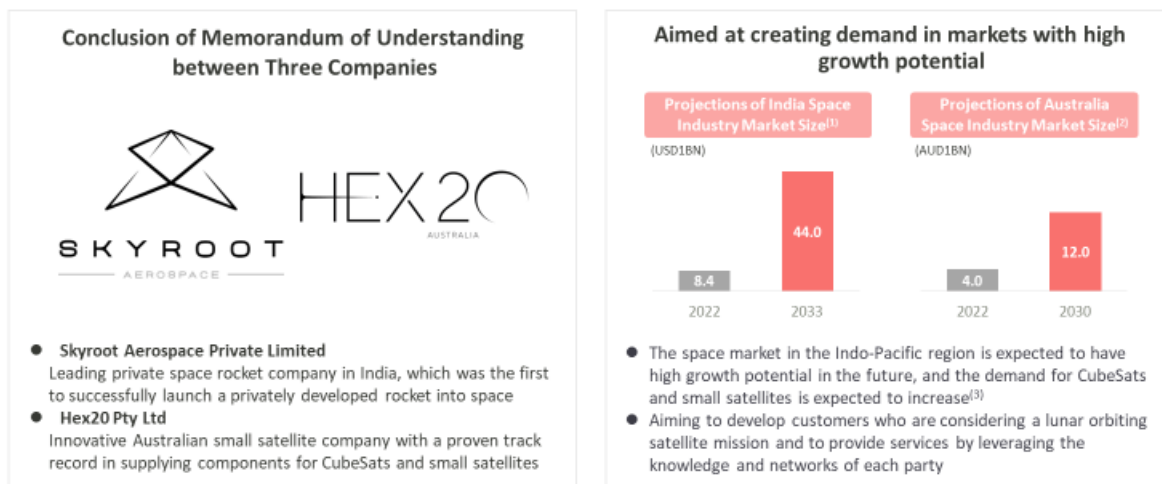 Conclusion of Memorandum of Understanding
between Three Companies
SKYROOT
AEROSPACE
HEX20
AUSTRALIA
● Skyroot Aerospace Private Limited
Leading private space rocket company in India, which was the first
to successfully launch a privately developed rocket into space
● Hex20 Pty Ltd
Innovative Australian small satellite company with a proven track
record in supplying components for CubeSats and small satellites
Aimed at creating demand in markets with high
growth potential
Projections of India Space
Industry Market Size(1)
(USD1BN)
8.4
44.0
2022
2033
Projections of Australia
Space Industry Market Size(2)
(AUD1BN)
4.0
12.0
2022
2030
● The space market in the Indo-Pacific region is expected to have
high growth potential in the future, and the demand for CubeSats
and small satellites is expected to increase(3)
● Aiming to develop customers who are considering a lunar orbiting
satellite mission and to provide services by leveraging the
knowledge and networks of each party